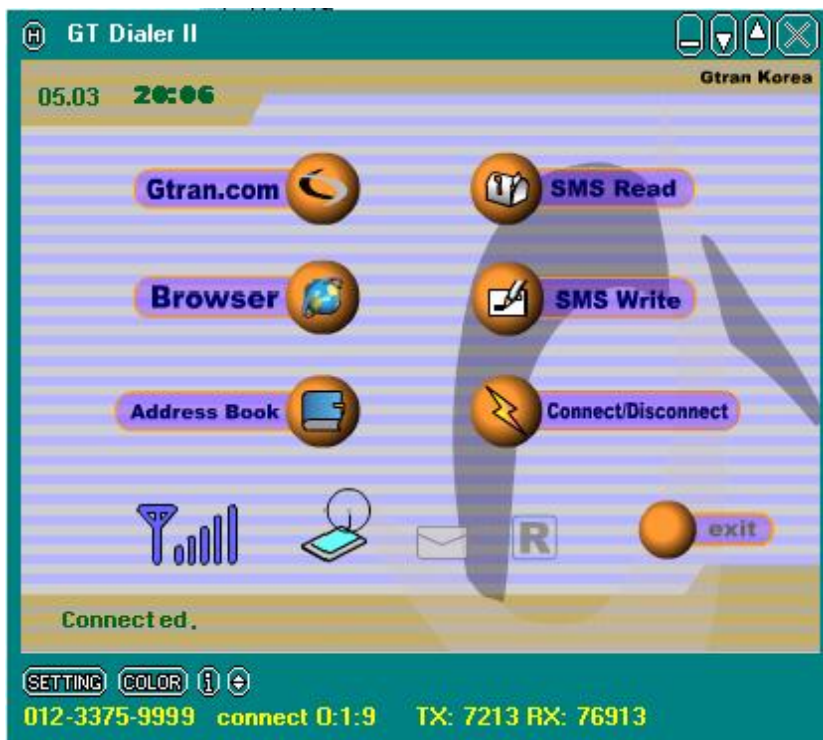 GT Dialer II
Gtran Korea
05.03 20:06
Gtran.com
SMS Read
Browser
SMS Write
Address Book
Connect/Disconnect
R
exit
Connected.
SETTING COLOR i
012-3375-9999 connect 0:1:9 TX: 7213 RX: 76913